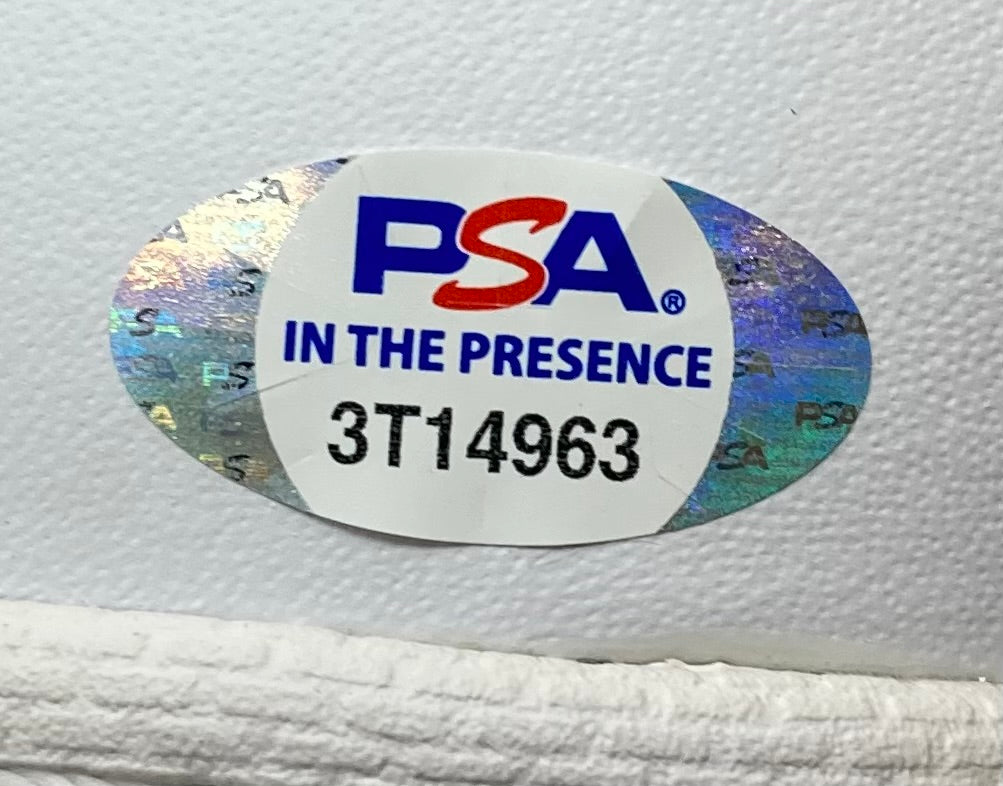 PSA®
IN THE PRESENCE
3T14963